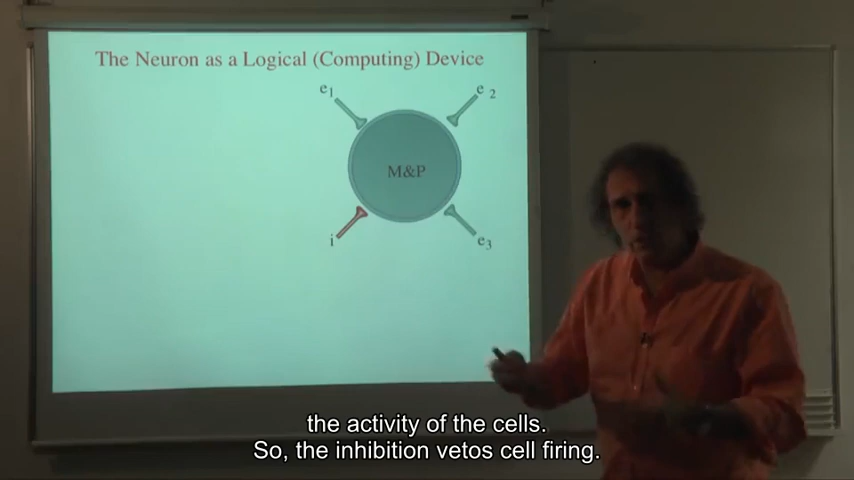 The Neuron as a Logical (Computing) Device
e1 e 2
M&P
i e3
the activity of the cells.
So, the inhibition vetos cell firing.